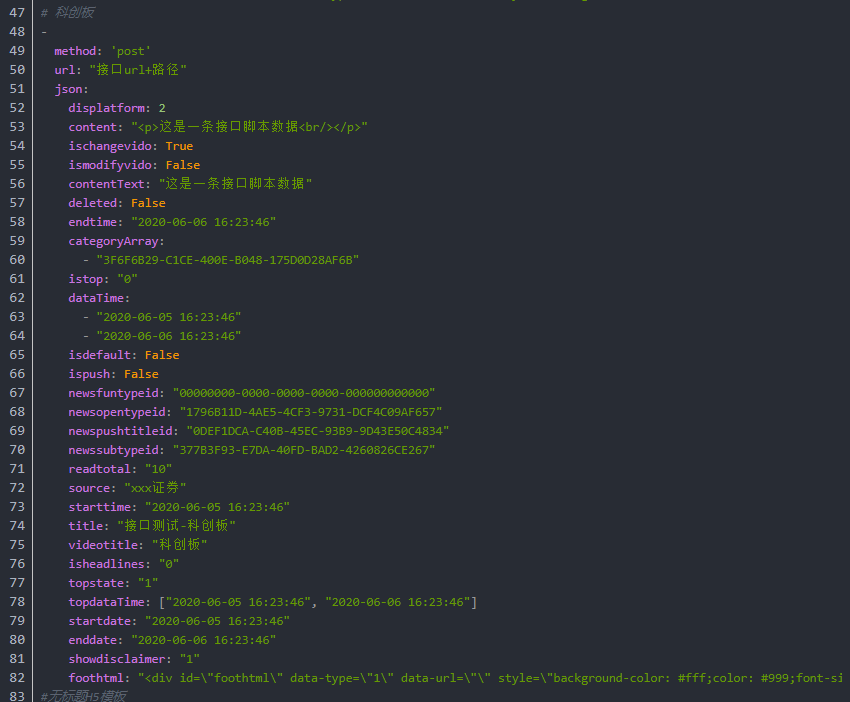 47 # 科创板
48 -
49 method: 'post'
50 url: "接口url+路径"
51 json:
52 displatform: 2
53 content: "<p>这是一条接口脚本数据<br/></p>"
54 ischangevido: True
55 ismodifyvido: False
56 contentText: "这是一条接口脚本数据"
57 deleted: False
58 endtime: "2020-06-06 16:23:46"
59 categoryArray:
60 - "3F6F6B29-C1CE-400E-B048-175D0D28AF6B"
61 istop: "0"
62 dataTime:
63 - "2020-06-05 16:23:46"
64 - "2020-06-06 16:23:46"
65 isdefault: False
66 ispush: False
67 newsfuntypeid: "00000000-0000-0000-0000-000000000000"
68 newsopentypeid: "1796B11D-4AE5-4CF3-9731-DCF4C09AF657"
69 newspushtitleid: "0DEF1DCA-C40B-45EC-93B9-9D43E50C4834"
70 newssubtypeid: "377B3F93-E7DA-40FD-BAD2-4260826CE267"
71 readtotal: "10"
72 source: "xxx证券"
73 starttime: "2020-06-05 16:23:46"
74 title: "接口测试-科创板"
75 videotitle: "科创板"
76 isheadlines: "0"
77 topstate: "1"
78 topdataTime: ["2020-06-05 16:23:46", "2020-06-06 16:23:46"]
79 startdate: "2020-06-05 16:23:46"
80 enddate: "2020-06-06 16:23:46"
81 showdisclaimer: "1"
82 foothtml: "<div id=\"foothtml\" data-type=\"1\" data-url=\"\" style=\"background-color: #fff;color: #999;font-si
83 #无标题H5模板